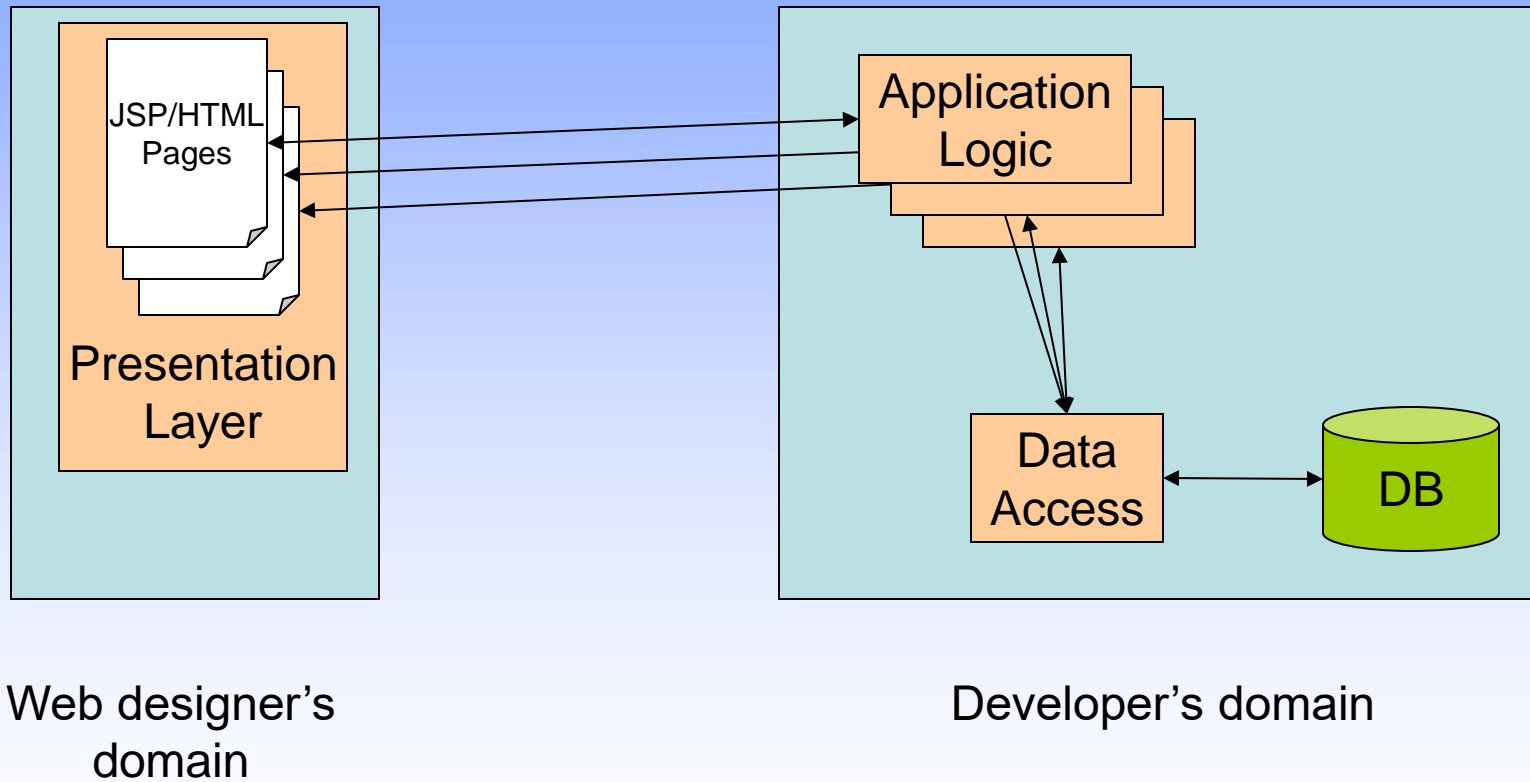 JSP/HTML
Pages
Presentation
Layer
Application
Logic
Data
Access
DB
Web designer’s
domain
Developer’s domain